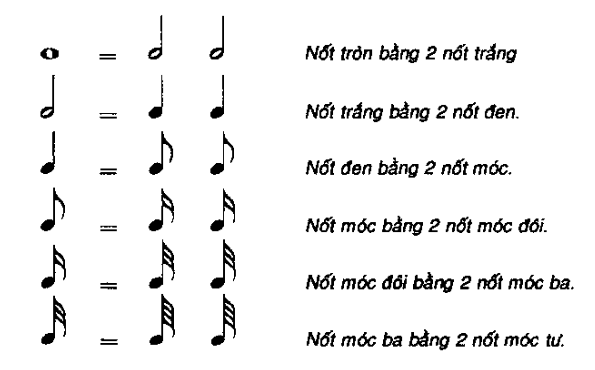 = Nốt tròn bằng 2 nốt trắng
= Nốt trắng bằng 2 nốt đen.
= Nốt đen bằng 2 nốt móc.
= Nốt móc bằng 2 nốt móc đôi.
= Nốt móc đôi bằng 2 nốt móc ba.
= Nốt móc ba bằng 2 nốt móc tư.